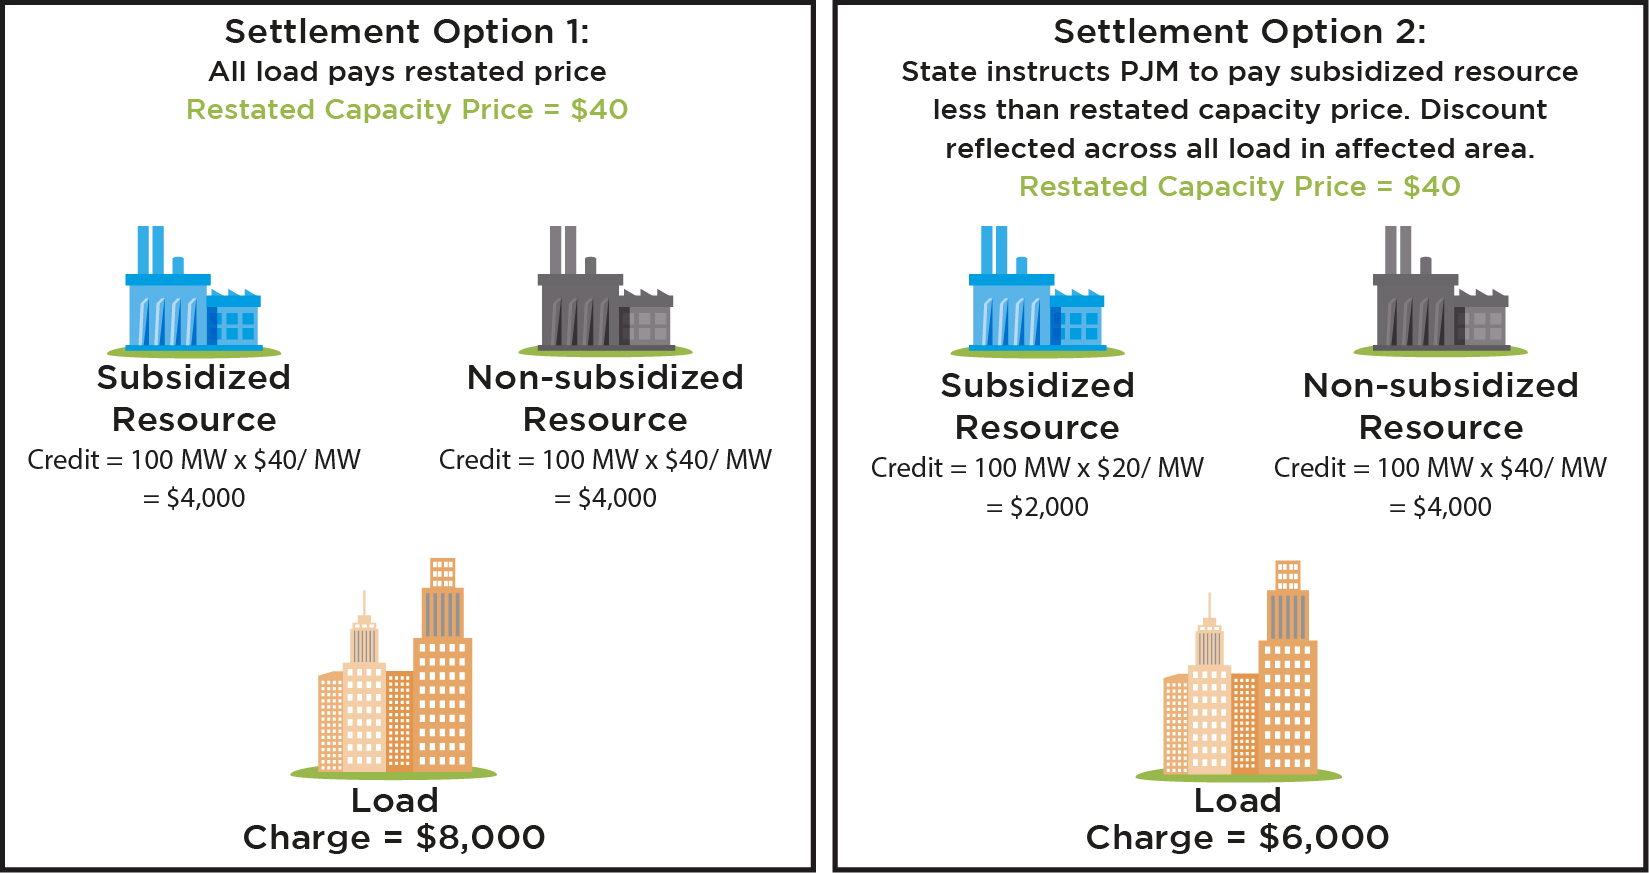 Settlement Option 1:
All load pays restated price
Restated Capacity Price = $40
Subsidized
Resource
Credit = 100 MW x $40/ MW
= $4,000
Non-subsidized
Resource
Credit = 100 MW x $40/ MW
= $4,000
Load
Charge = $8,000
Settlement Option 2:
State instructs PJM to pay subsidized resource
less than restated capacity price. Discount
reflected across all load in affected area.
Restated Capacity Price = $40
Subsidized
Resource
Credit = 100 MW x $20/ MW
= $2,000
Non-subsidized
Resource
Credit = 100 MW x $40/ MW
= $4,000
Load
Charge = $6,000